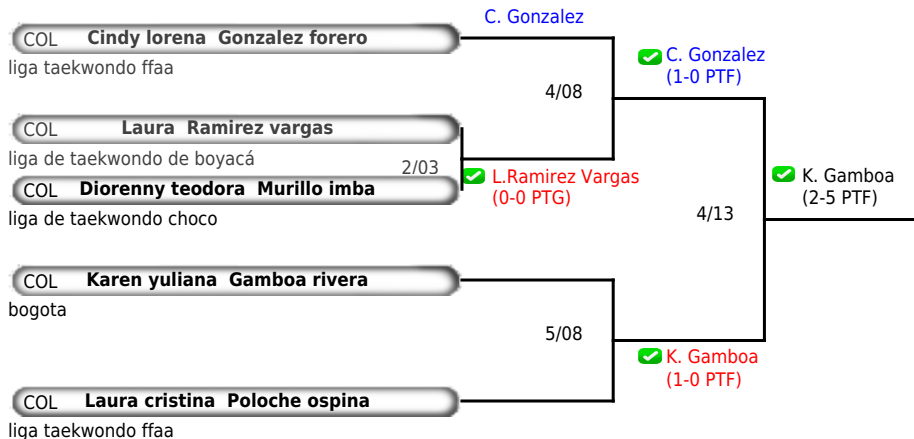 C. Gonzalez
COL Cindy lorena Gonzalez forero
liga taekwondo ffaa
C. Gonzalez
(1-0 PTF)
4/08
COL Laura Ramirez vargas
liga de taekwondo de boyacá
2/03
L.Ramirez Vargas
(0-0 PTG)
COL Diorenny teodora Murillo imba
liga de taekwondo choco
K. Gamboa
(2-5 PTF)
4/13
COL Karen yuliana Gamboa rivera
bogota
5/08
K. Gamboa
(1-0 PTF)
COL Laura cristina Poloche ospina
liga taekwondo ffaa